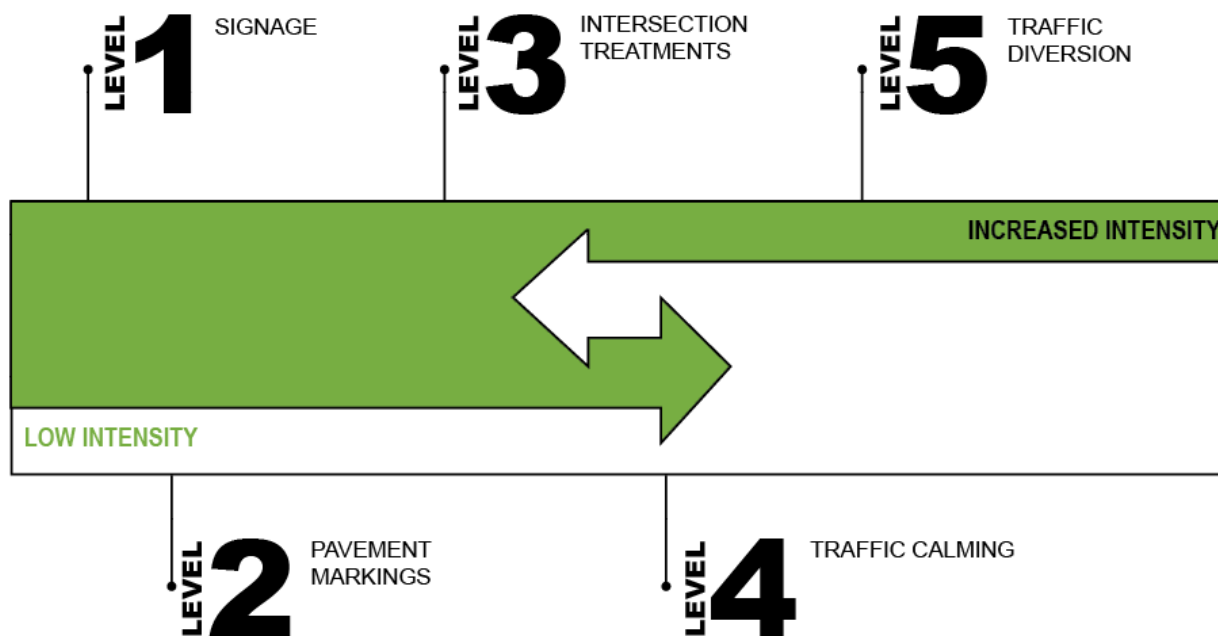 LEVEL 1 SIGNAGE
LEVEL 3 INTERSECTION
TREATMENTS
LEVEL 5 TRAFFIC
DIVERSION
INCREASED INTENSITY
LOW INTENSITY
LEVEL 2 PAVEMENT
MARKINGS
LEVEL 4 TRAFFIC CALMING